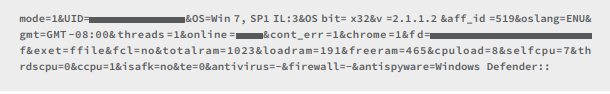 mode=1&UID= &OS=Win 7, SP1 IL:3&OS bit= x32&v =2.1.1.2 &aff_id =519&oslang=ENU&
gmt=GMT-08:00&threads =1&online = &cont_err =1&chrome =1&fd=
f&exet=ffile&fcl=no&totalram=1023&loadram=191&freeram=465&cpuload=8&selfcpu=7&th
rdscpu=0&ccpu=1&isafk=no&te=0&antivirus=-&firewall=-&antispyware=Windows Defender::